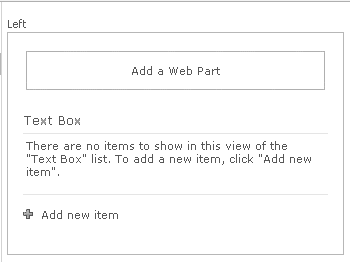 Left
Add a Web Part
Text Box
There are no items to show in this view of the
"Text Box" list. To add a new item, click "Add new
item".
Add new item